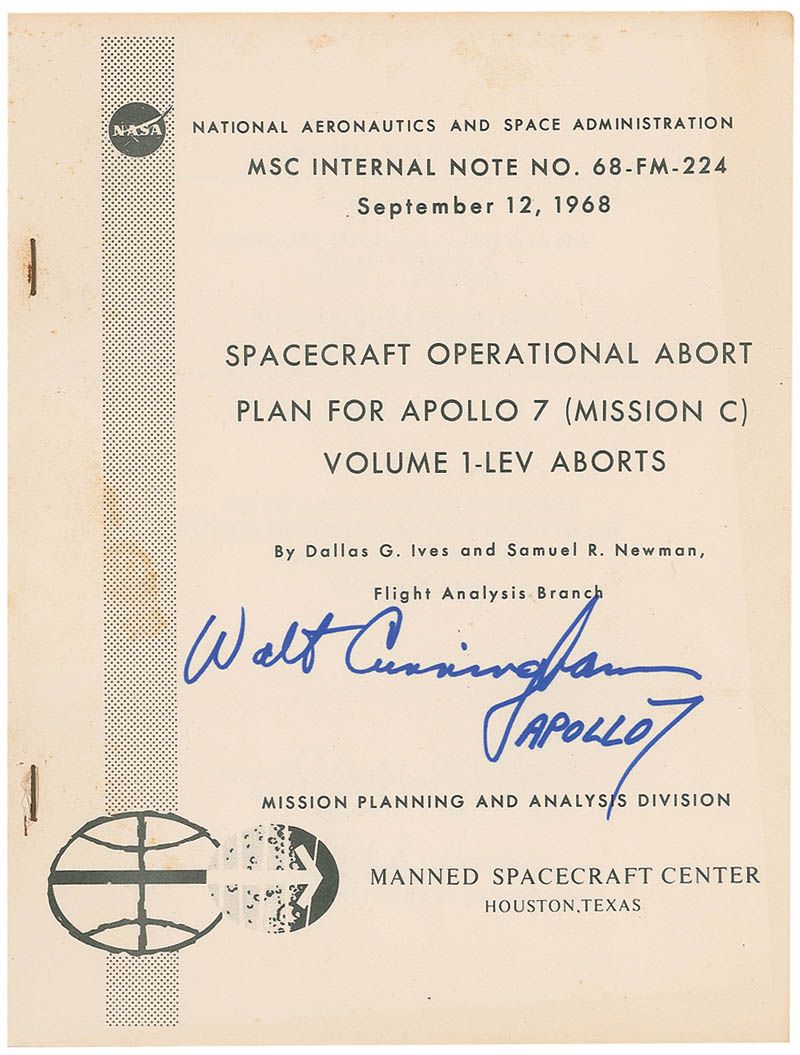 NASA
NATIONAL AERONAUTICS AND SPACE ADMINISTRATION
MSC INTERNAL NOTE NO. 68-FM-224
September 12, 1968
SPACECRAFT OPERATIONAL ABORT
PLAN FOR APOLLO 7 (MISSION C)
VOLUME 1-LEV ABORTS
By Dallas G. Ives and Samuel R. Newman,
Flight Analysis Branch
Walt Cunningham
APOLLO 7
MISSION PLANNING AND ANALYSIS DIVISION
MANNED SPACECRAFT CENTER
HOUSTON,TEXAS